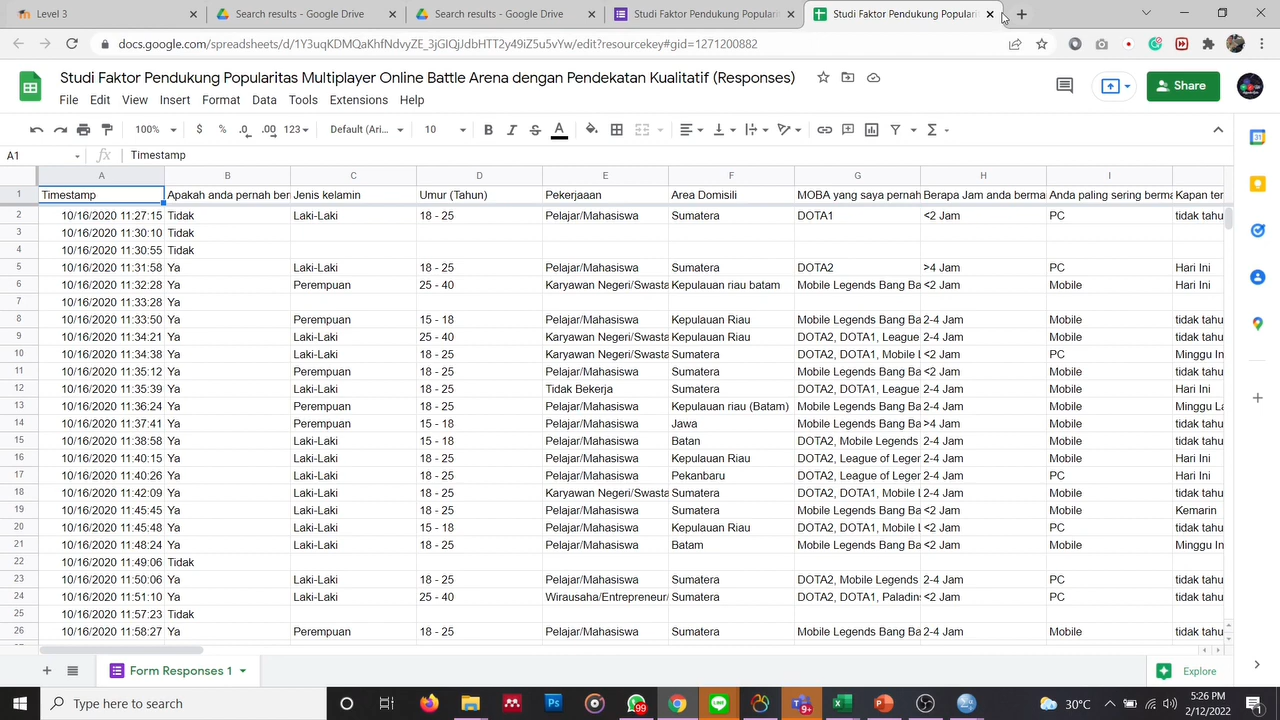 Level 3
Search results - Google Drive
Search results - Google Drive
Studi Faktor Pendukung Popularitas
Studi Faktor Pendukung Populari
docs.google.com/spreadsheets/d/1Y3uqKDMQaKhfNdvyZE_3jGIQjJdbHTT2y49iZ5u5vYw/edit?resourcekey#gid=1271200882
Studi Faktor Pendukung Popularitas Multiplayer Online Battle Arena dengan Pendekatan Kualitatif (Responses)
File Edit View Insert Format Data Tools Extensions Help
Share
100% $ % .0 .00 123 Default (Ari... 10 B I S A
A1 fx Timestamp
A B C D E F G H I
1 Timestamp Apakah anda pernah ber Jenis kelamin Umur (Tahun) Pekerjaaan Area Domisili MOBA yang saya pernah Berapa Jam anda berma Anda paling sering berma Kapan ter
2 10/16/2020 11:27:15 Tidak Laki-Laki 18 - 25 Pelajar/Mahasiswa Sumatera DOTA1 <2 Jam PC tidak tahu
3 10/16/2020 11:30:10 Tidak
4 10/16/2020 11:30:55 Tidak
5 10/16/2020 11:31:58 Ya Laki-Laki 18 - 25 Pelajar/Mahasiswa Sumatera DOTA2 >4 Jam PC Hari Ini
6 10/16/2020 11:32:28 Ya Perempuan 25 - 40 Karyawan Negeri/Swasta Kepulauan riau batam Mobile Legends Bang Ba <2 Jam Mobile Hari Ini
7 10/16/2020 11:33:28 Ya
8 10/16/2020 11:33:50 Ya Perempuan 15 - 18 Pelajar/Mahasiswa Kepulauan Riau Mobile Legends Bang Ba 2-4 Jam Mobile tidak tahu
9 10/16/2020 11:34:21 Ya Laki-Laki 25 - 40 Karyawan Negeri/Swasta Kepulauan Riau DOTA2, DOTA1, League 2-4 Jam Mobile tidak tahu
10 10/16/2020 11:34:38 Ya Laki-Laki 18 - 25 Karyawan Negeri/Swasta Sumatera DOTA2, DOTA1, Mobile L <2 Jam PC Minggu In
11 10/16/2020 11:35:12 Ya Perempuan 18 - 25 Pelajar/Mahasiswa Sumatera Mobile Legends Bang Ba <2 Jam Mobile tidak tahu
12 10/16/2020 11:35:39 Ya Laki-Laki 18 - 25 Tidak Bekerja Sumatera DOTA2, DOTA1, League 2-4 Jam Mobile Hari Ini
13 10/16/2020 11:36:24 Ya Perempuan 18 - 25 Pelajar/Mahasiswa Kepulauan riau (Batam) Mobile Legends Bang Ba 2-4 Jam Mobile Minggu La
14 10/16/2020 11:37:41 Ya Perempuan 15 - 18 Pelajar/Mahasiswa Jawa Mobile Legends Bang Ba >4 Jam Mobile tidak tahu
15 10/16/2020 11:38:58 Ya Laki-Laki 15 - 18 Pelajar/Mahasiswa Batan DOTA2, Mobile Legends 2-4 Jam Mobile tidak tahu
16 10/16/2020 11:40:15 Ya Laki-Laki 18 - 25 Pelajar/Mahasiswa Kepulauan Riau DOTA2, League of Leger 2-4 Jam Mobile Hari Ini
17 10/16/2020 11:40:26 Ya Laki-Laki 18 - 25 Pelajar/Mahasiswa Pekanbaru DOTA2, League of Leger 2-4 Jam PC Hari Ini
18 10/16/2020 11:42:09 Ya Laki-Laki 18 - 25 Karyawan Negeri/Swasta Sumatera DOTA2, DOTA1, Mobile L <2 Jam Mobile tidak tahu
19 10/16/2020 11:45:45 Ya Laki-Laki 18 - 25 Pelajar/Mahasiswa Sumatera Mobile Legends Bang Ba <2 Jam Mobile Kemarin
20 10/16/2020 11:45:48 Ya Laki-Laki 15 - 18 Pelajar/Mahasiswa Kepulauan Riau DOTA2, DOTA1, Mobile L <2 Jam PC tidak tahu
21 10/16/2020 11:48:24 Ya Laki-Laki 18 - 25 Pelajar/Mahasiswa Batam Mobile Legends Bang Ba <2 Jam Mobile Minggu In
22 10/16/2020 11:49:06 Tidak
23 10/16/2020 11:50:06 Ya Laki-Laki 18 - 25 Pelajar/Mahasiswa Sumatera DOTA2, Mobile Legends 2-4 Jam PC tidak tahu
24 10/16/2020 11:51:10 Ya Laki-Laki 25 - 40 Wirausaha/Entrepreneur/ Sumatera DOTA2, DOTA1, Paladins <2 Jam PC tidak tahu
25 10/16/2020 11:57:23 Tidak
26 10/16/2020 11:58:27 Ya Perempuan 18 - 25 Pelajar/Mahasiswa Sumatera Mobile Legends Bang Ba 2-4 Jam Mobile tidak tahu
Form Responses 1
Explore
Type here to search
99
9+
30°C
5:26 PM
2/12/2022